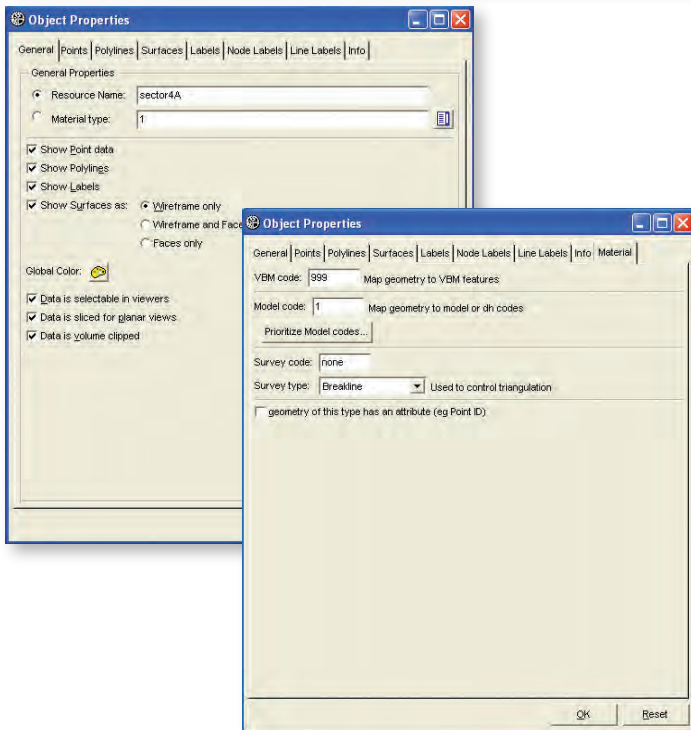 Object Properties
General Points Polylines Surfaces Labels Node Labels Line Labels Info
General Properties
Resource Name: sector4A
Material type: 1
Show Point data
Show Polylines
Show Labels
Show Surfaces as: Wireframe only
Wireframe and Face
Faces only
Global Color:
Data is selectable in viewers
Data is sliced for planar views
Data is volume clipped
Object Properties
General Points Polylines Surfaces Labels Node Labels Line Labels Info Material
VBM code: 999 Map geometry to VBM features
Model code: 1 Map geometry to model or dh codes
Prioritize Model codes...
Survey code: none
Survey type: Breakline Used to control triangulation
geometry of this type has an attribute (eg Point ID)
OK Reset